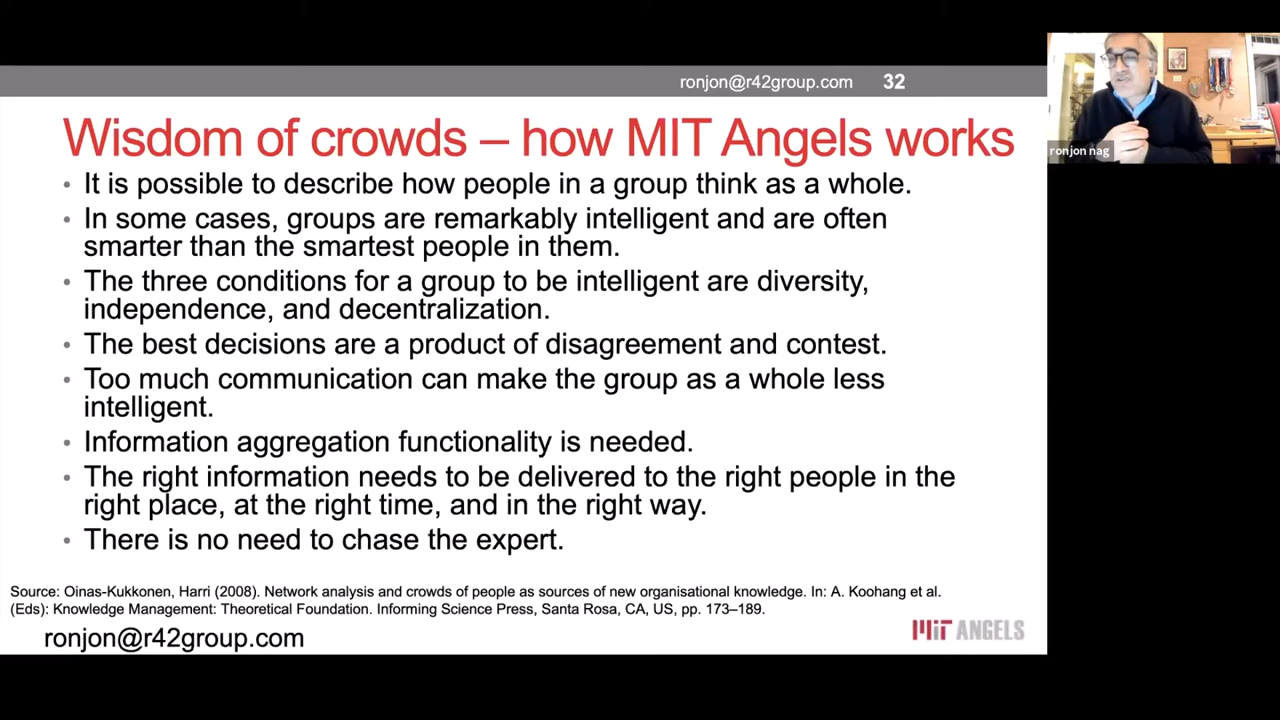 ronjon@r42group.com 32
Wisdom of crowds – how MIT Angels works
• It is possible to describe how people in a group think as a whole.
• In some cases, groups are remarkably intelligent and are often
smarter than the smartest people in them.
• The three conditions for a group to be intelligent are diversity,
independence, and decentralization.
• The best decisions are a product of disagreement and contest.
• Too much communication can make the group as a whole less
intelligent.
• Information aggregation functionality is needed.
• The right information needs to be delivered to the right people in the
right place, at the right time, and in the right way.
• There is no need to chase the expert.
Source: Oinas-Kukkonen, Harri (2008). Network analysis and crowds of people as sources of new organisational knowledge. In: A. Koohang et al.
(Eds): Knowledge Management: Theoretical Foundation. Informing Science Press, Santa Rosa, CA, US, pp. 173–189.
ronjon@r42group.com
MIT ANGELS
ronjon nag